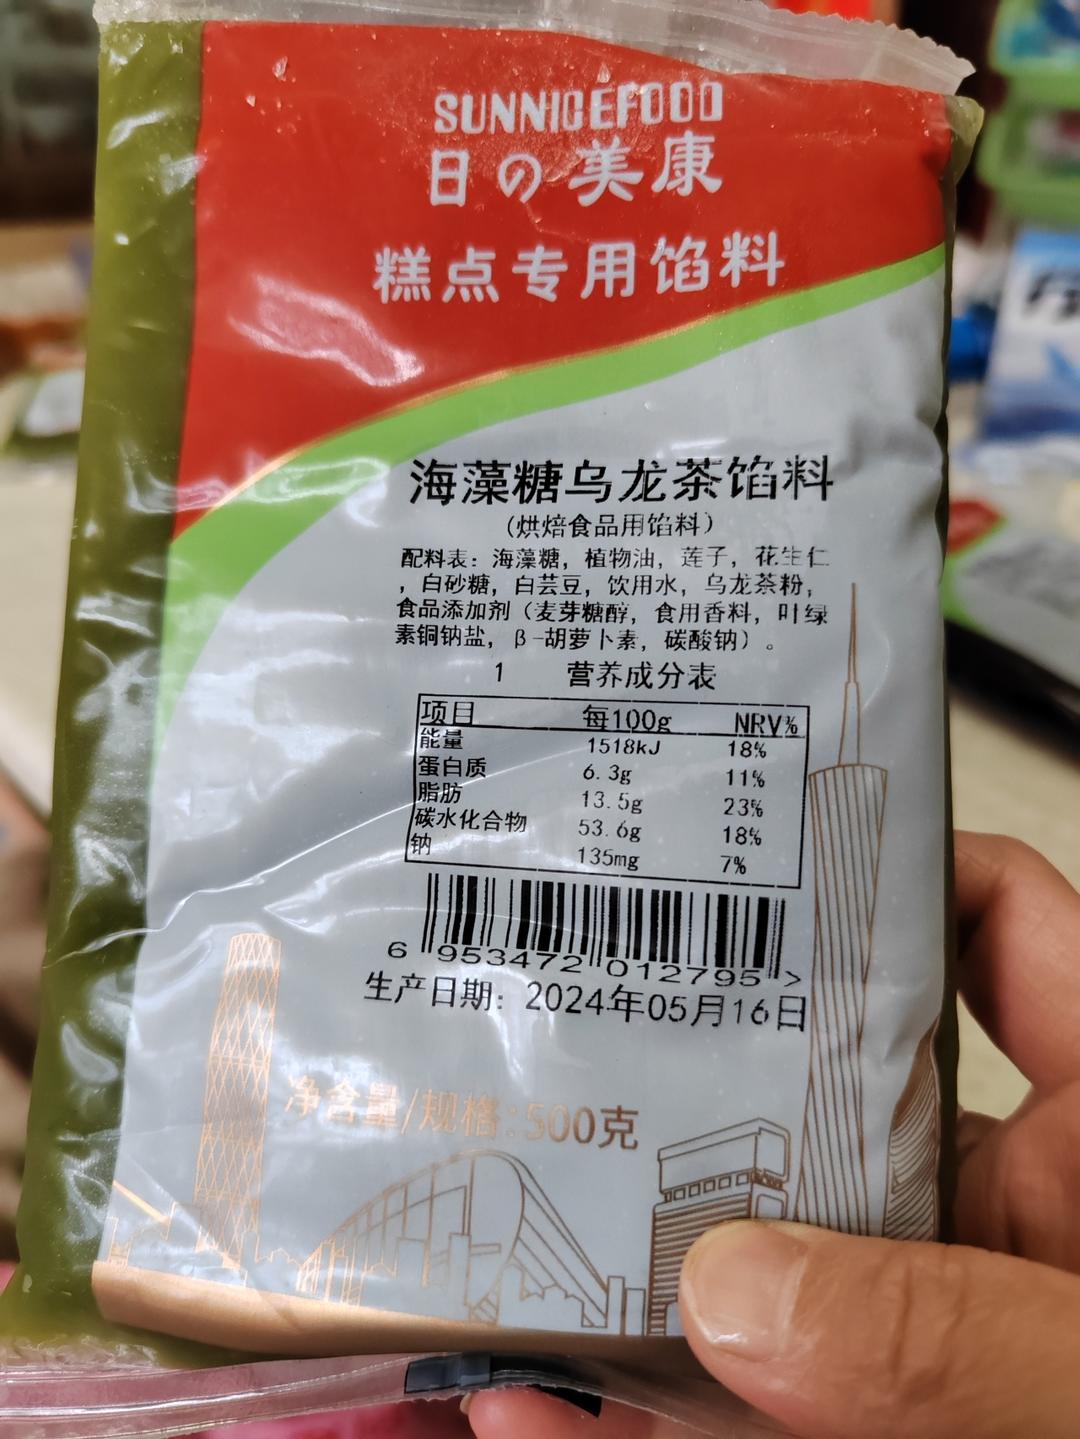 SUNNICEFOOD
日の美康
糕点专用馅料
海藻糖乌龙茶馅料
（烘焙食品用馅料）
配料表：海藻糖，植物油，莲子，花生仁
，白砂糖，白芸豆，饮用水，乌龙茶粉，
食品添加剂（麦芽糖醇，食用香料，叶绿
素铜钠盐，β-胡萝卜素，碳酸钠）。
1 营养成分表
项目 每100g NRV%
能量 1518kJ 18%
蛋白质 6.3g 11%
脂肪 13.5g 23%
碳水化合物 53.6g 18%
钠 135mg 7%
6 953472 012795 >
生产日期：2024年05月16日
净含量/规格:500克